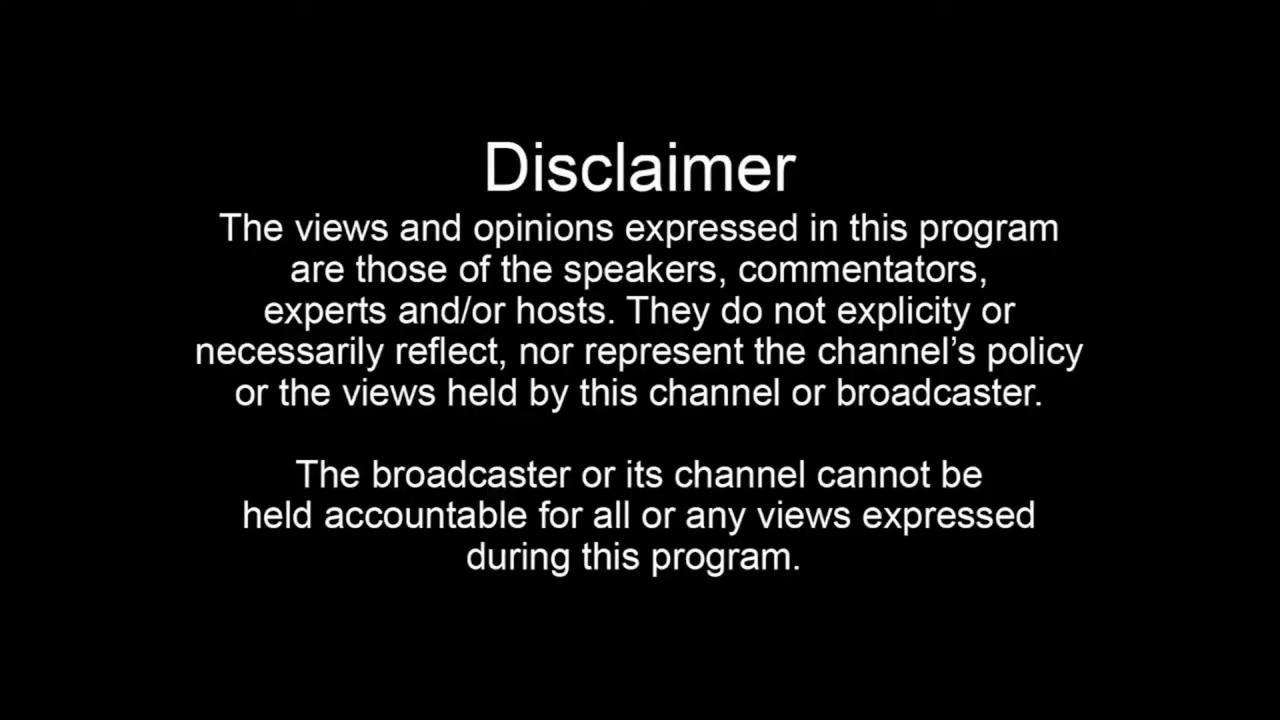 Disclaimer
The views and opinions expressed in this program
are those of the speakers, commentators,
experts and/or hosts. They do not explicity or
necessarily reflect, nor represent the channel's policy
or the views held by this channel or broadcaster.
The broadcaster or its channel cannot be
held accountable for all or any views expressed
during this program.